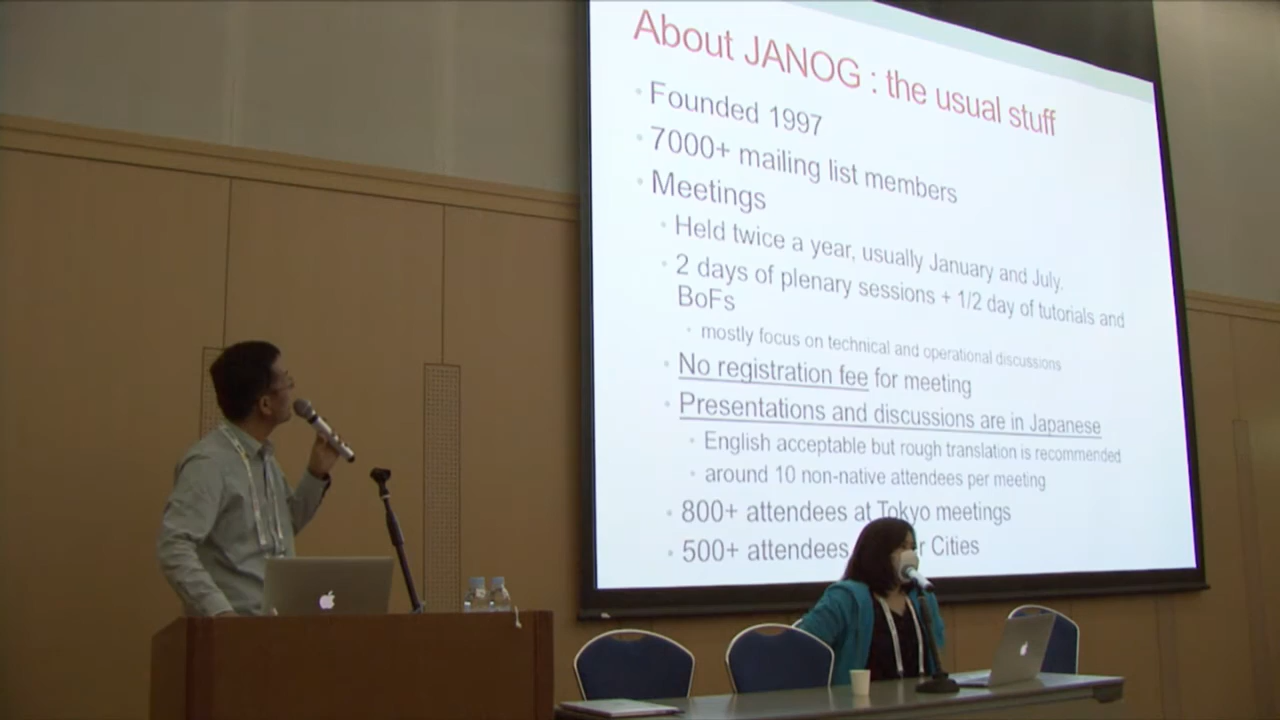 About JANOG : the usual stuff
• Founded 1997
• 7000+ mailing list members
• Meetings
• Held twice a year, usually January and July.
• 2 days of plenary sessions + 1/2 day of tutorials and
BoFs
• mostly focus on technical and operational discussions
• No registration fee for meeting
• Presentations and discussions are in Japanese
• English acceptable but rough translation is recommended
• around 10 non-native attendees per meeting
• 800+ attendees at Tokyo meetings
• 500+ attendees Cities